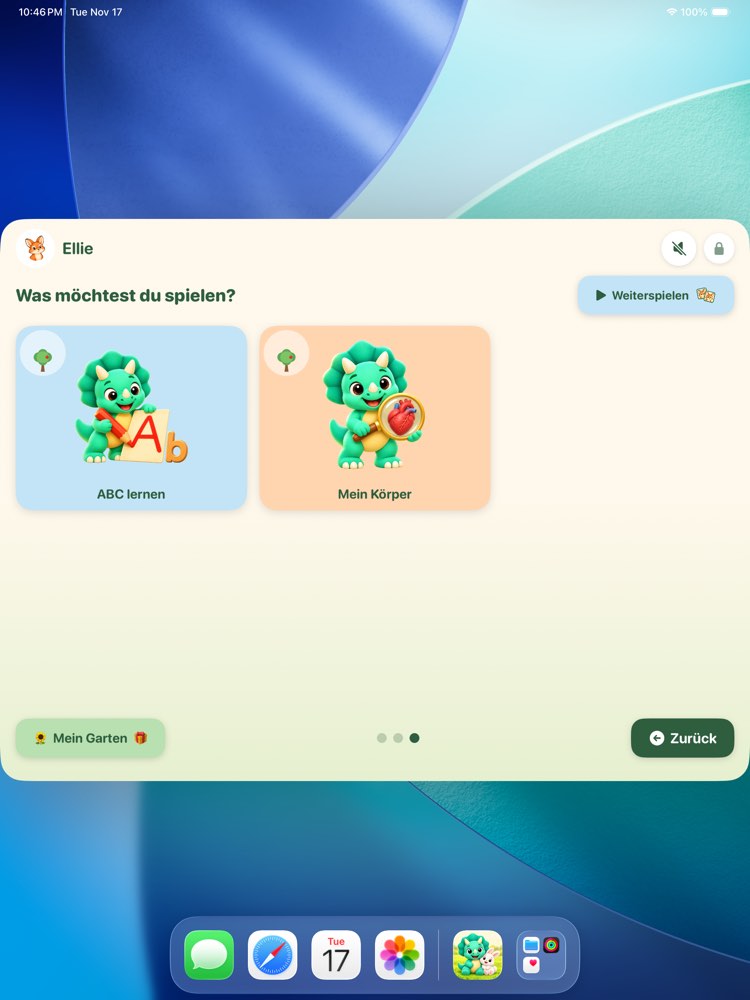 10:46 PM Tue Nov 17
100%
Ellie
Was möchtest du spielen?
Weiterspielen
Ab
ABC lernen
Mein Körper
Mein Garten
Zurück
Tue
17